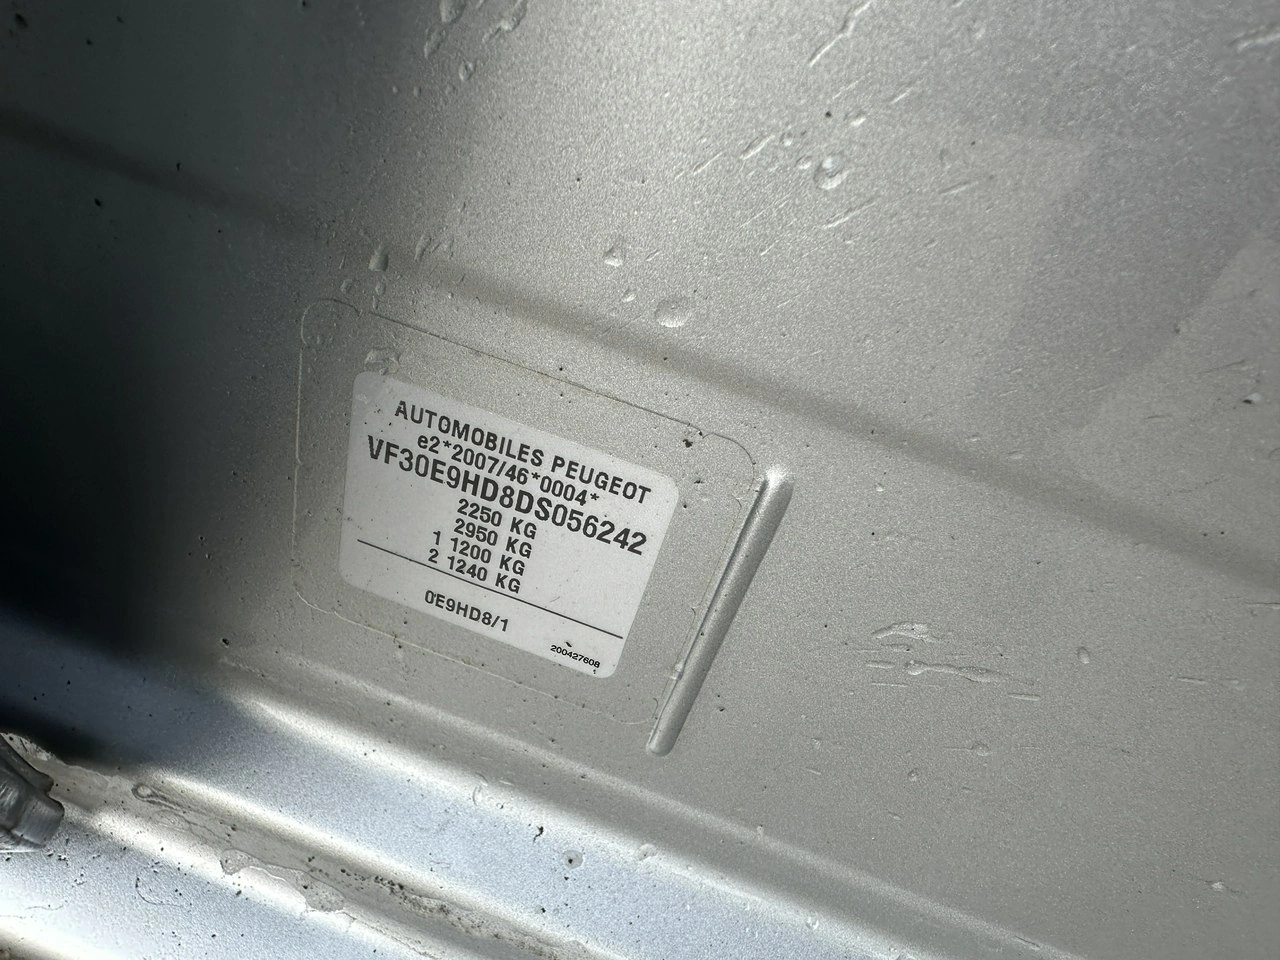 AUTOMOBILES PEUGEOT
e2*2007/46*0004*
VF30E9HD8DS056242
2250 KG
2950 KG
1 1200 KG
2 1240 KG
0E9HD8/1
200427608
1